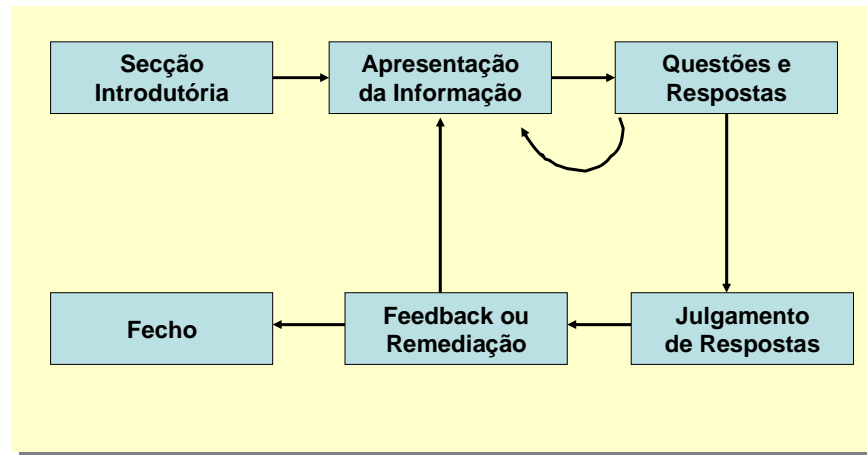 Secção
Introdutória
Apresentação
da Informação
Questões e
Respostas
Fecho
Feedback ou
Remediação
Julgamento
de Respostas